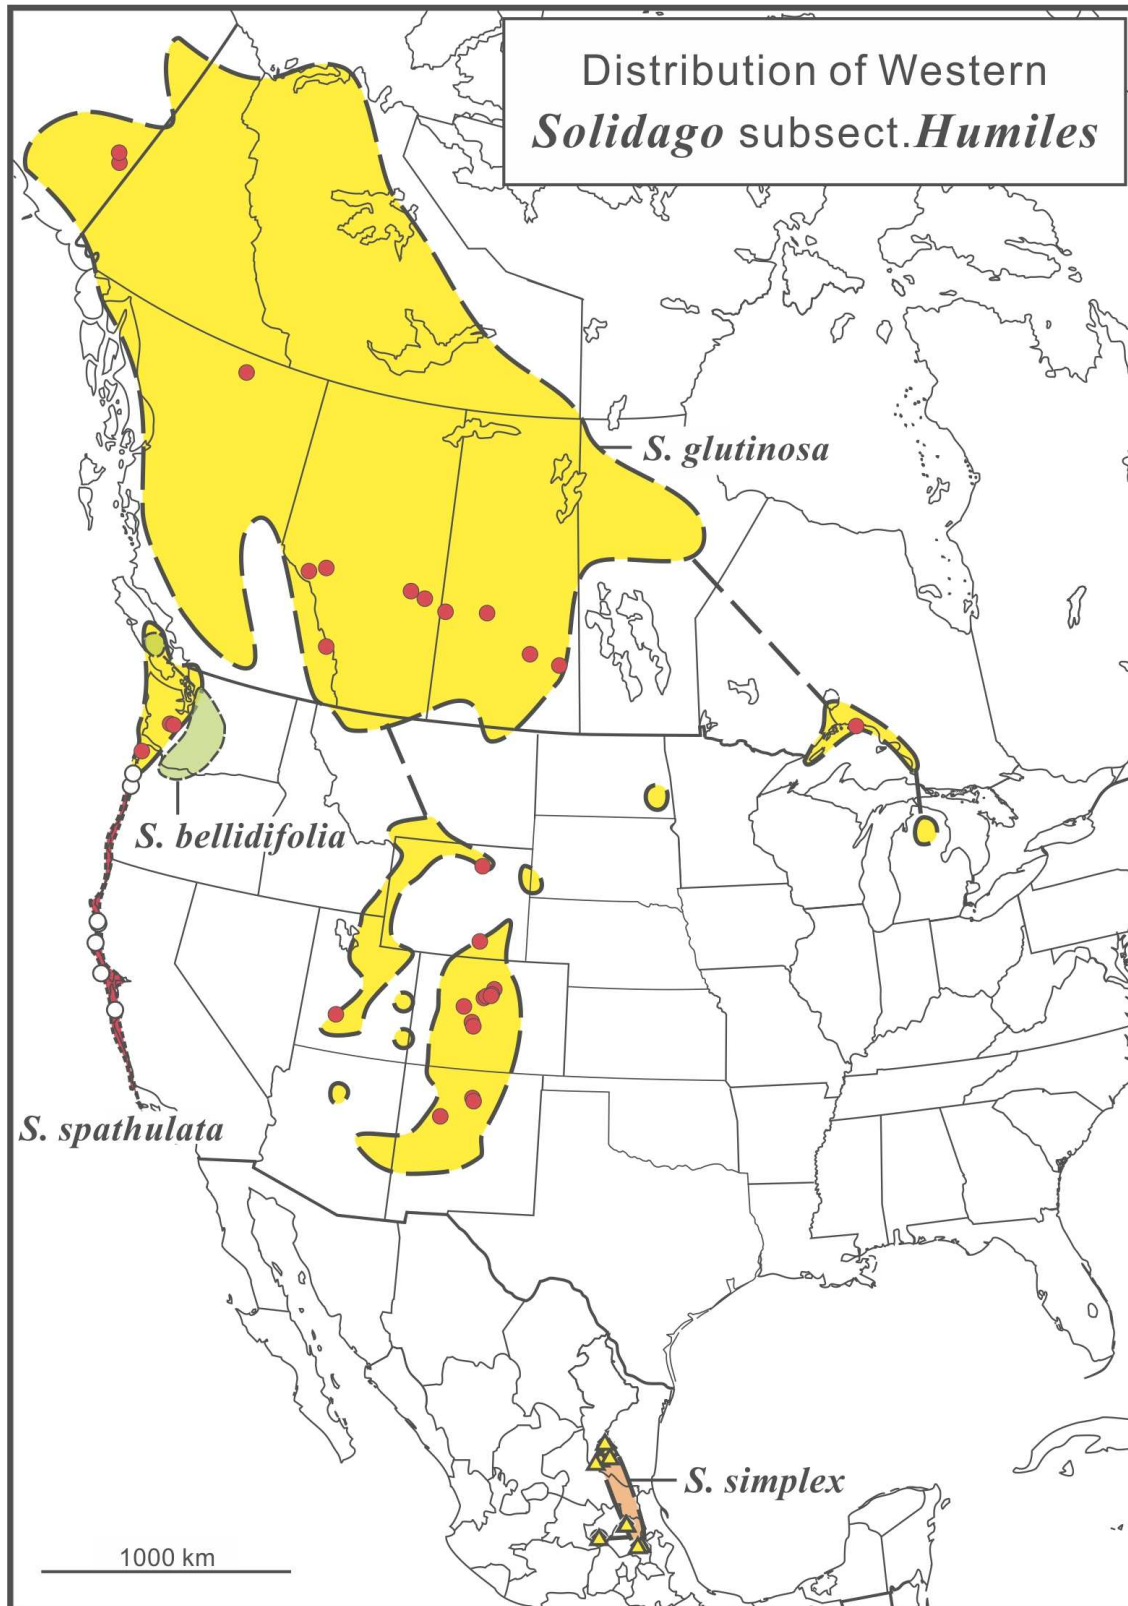 Distribution of Western
Solidago subsect.Humiles
S. glutinosa
S. bellidifolia
S. spathulata
S. simplex
1000 km